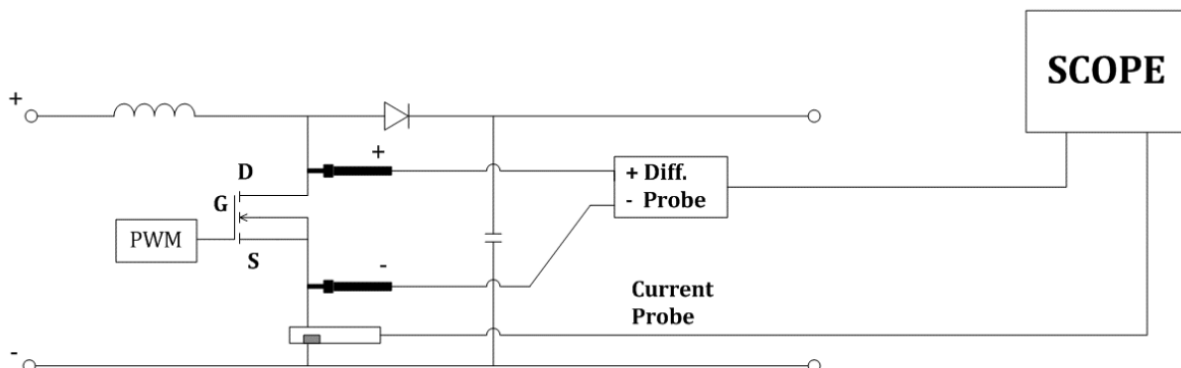 SCOPE
+
+
D
+ Diff.
- Probe
G
PWM
S
-
Current
Probe
-